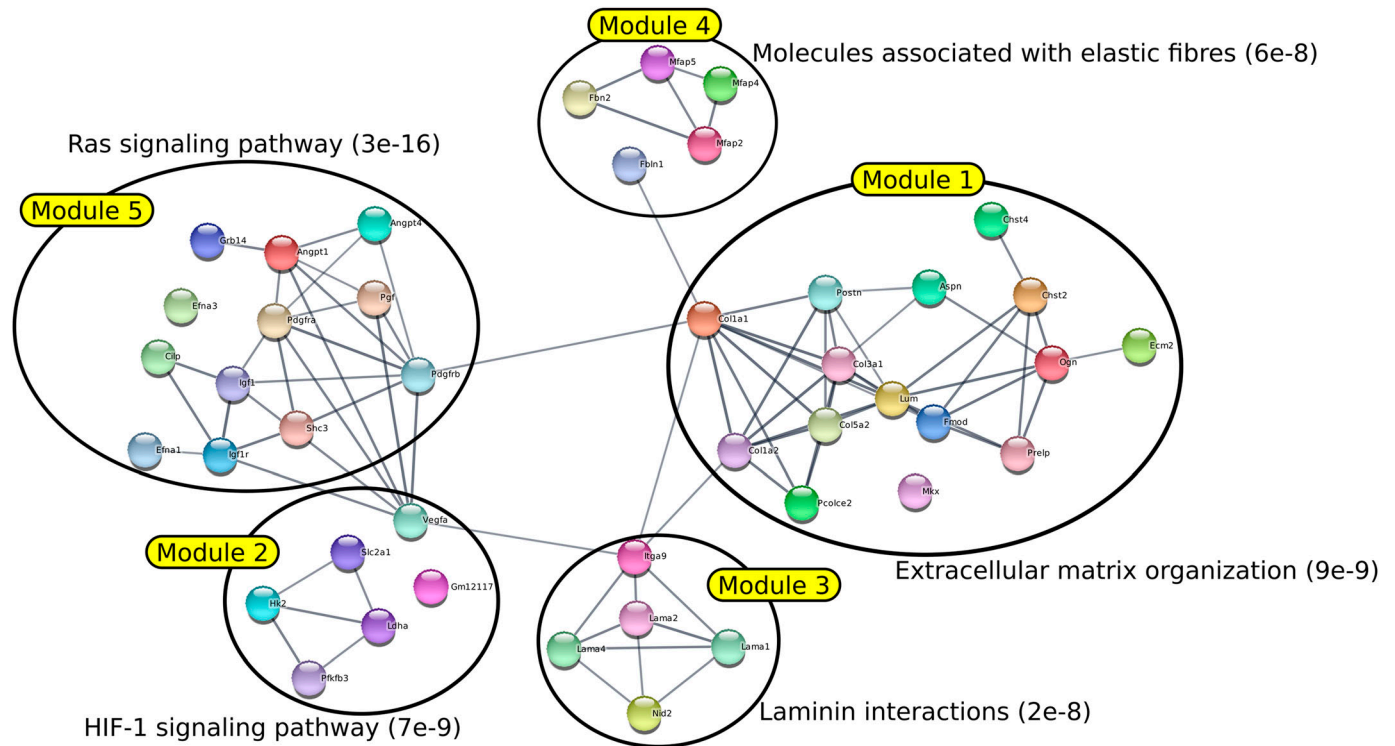 Module 4
Molecules associated with elastic fibres (6e-8)
Mfap5
Mfap4
Fbn2
Mfap2
Fbln1
Ras signaling pathway (3e-16)
Module 5
Angpt4
Grb14
Angpt1
Efna3
Pgf
Pdgfra
Cilp
Igf1
Pdgfrb
Shc3
Efna1
Igf1r
Module 1
Chst4
Postn
Aspn
Chst2
Col1a1
Ecm2
Ogn
Col3a1
Lum
Col5a2
Fmod
Col1a2
Prelp
Mkx
Pcolce2
Extracellular matrix organization (9e-9)
Vegfa
Module 2
Slc2a1
Gm12117
Hk2
Ldha
Pfkfb3
HIF-1 signaling pathway (7e-9)
Itga9
Module 3
Lama2
Lama4
Lama1
Nid2
Laminin interactions (2e-8)